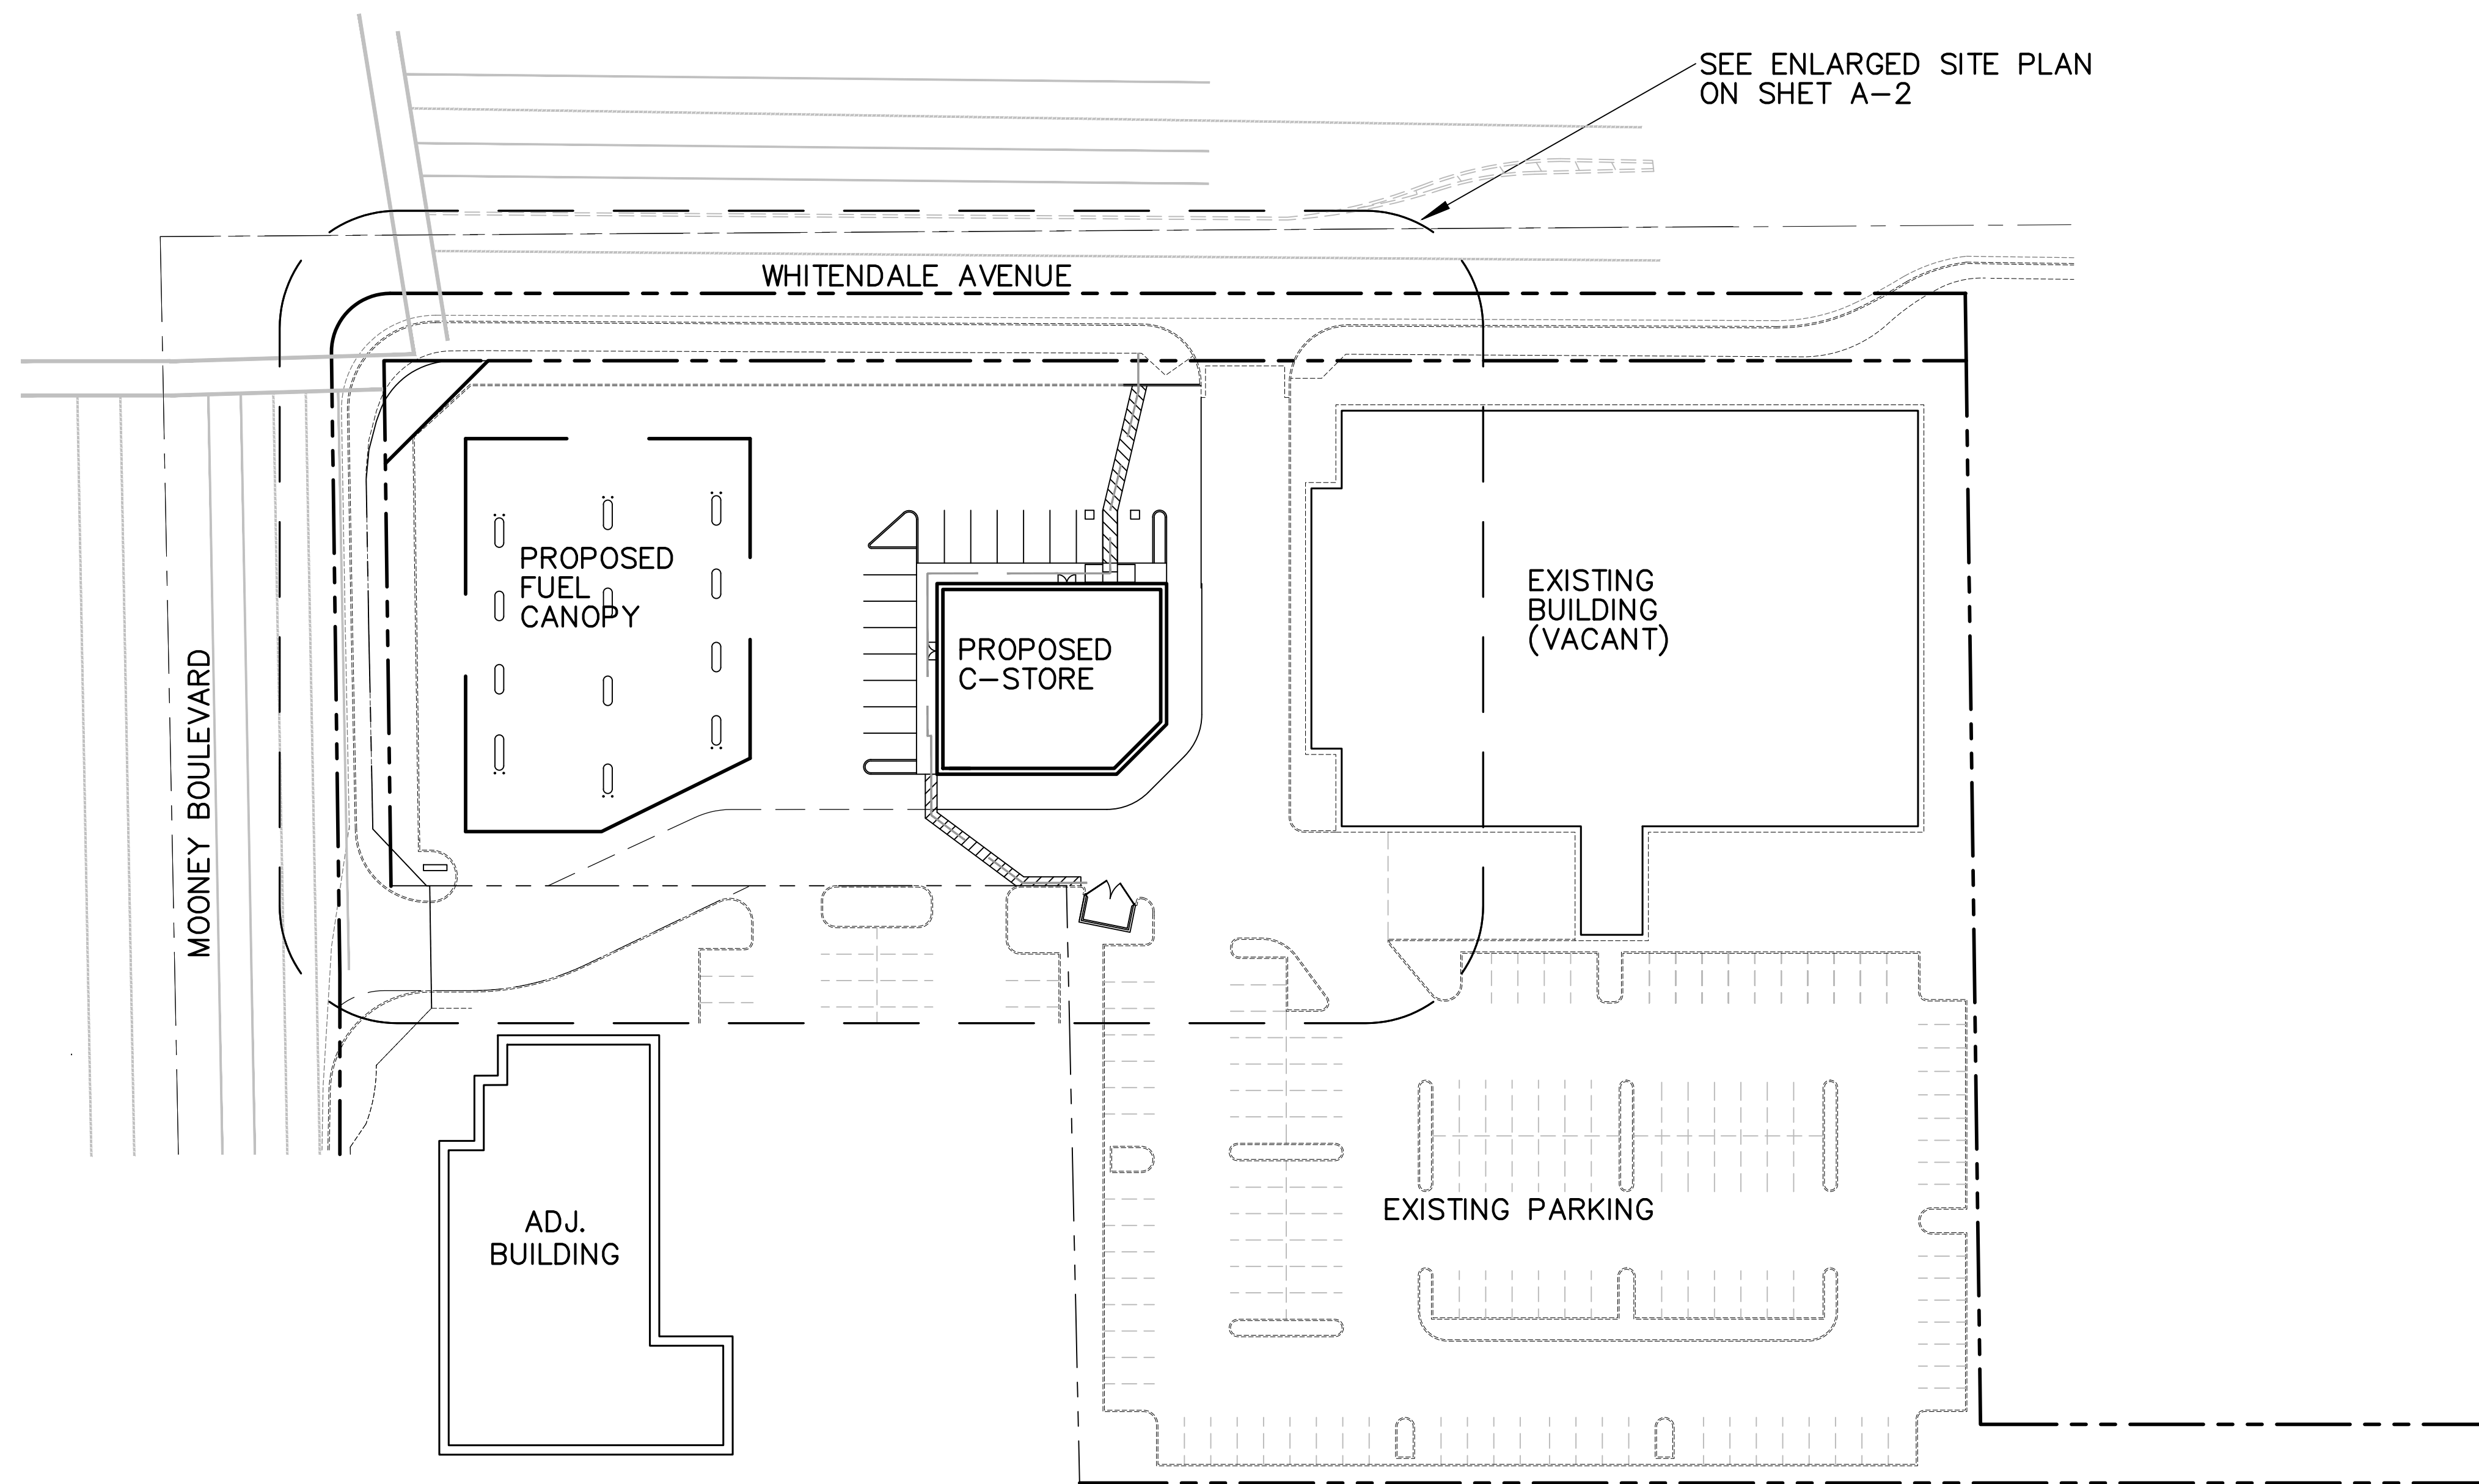 SEE ENLARGED SITE PLAN
ON SHET A-2
WHITENDALE AVENUE
PROPOSED
FUEL
CANOPY
EXISTING
BUILDING
(VACANT)
PROPOSED
C-STORE
MOONEY BOULEVARD
EXISTING PARKING
ADJ.
BUILDING